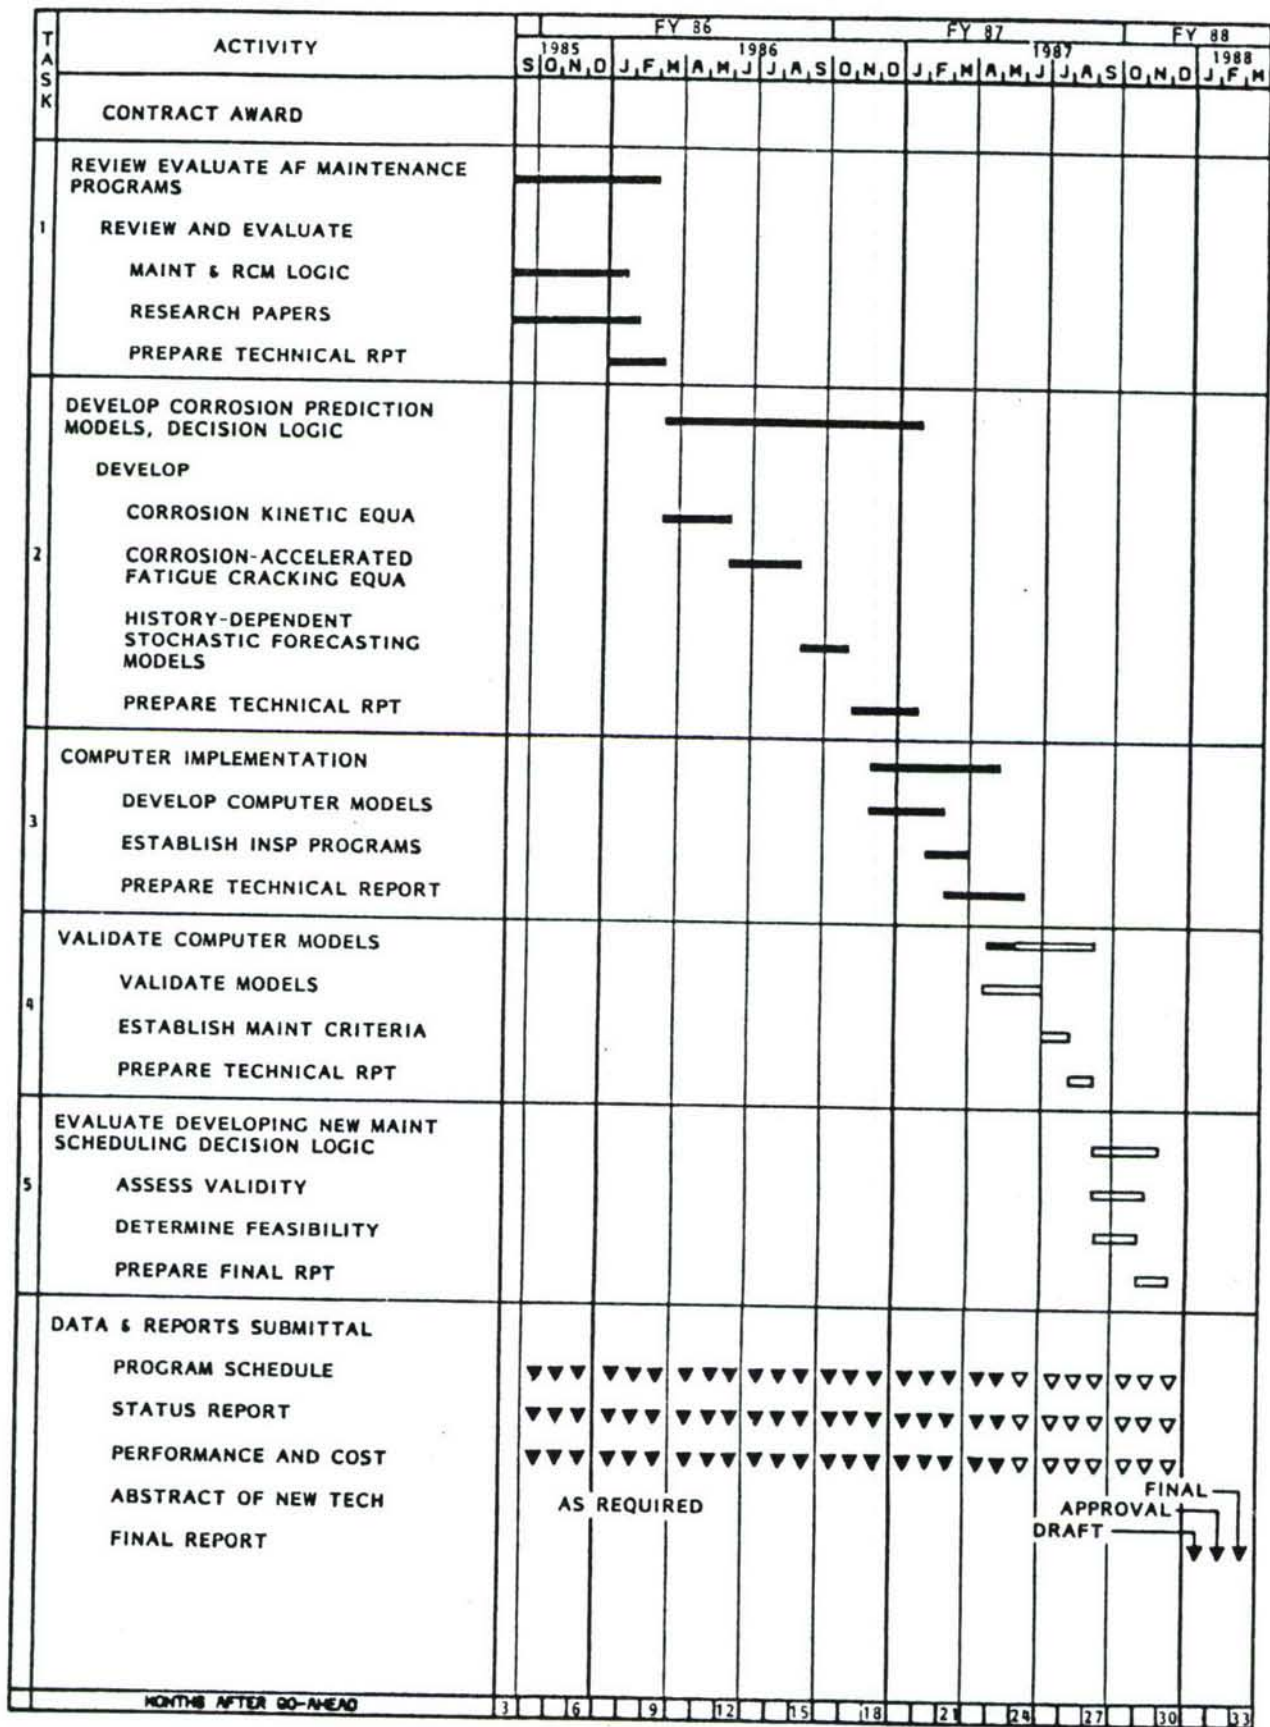 TASK
ACTIVITY
FY 86
FY 87
FY 88
1985
1986
1987
1988
S O N D J F M A M J J A S O N D J F M A M J J A S O N D J F M
CONTRACT AWARD
REVIEW EVALUATE AF MAINTENANCE
PROGRAMS
1
REVIEW AND EVALUATE
MAINT & RCM LOGIC
RESEARCH PAPERS
PREPARE TECHNICAL RPT
DEVELOP CORROSION PREDICTION
MODELS, DECISION LOGIC
DEVELOP
CORROSION KINETIC EQUA
2
CORROSION-ACCELERATED
FATIGUE CRACKING EQUA
HISTORY-DEPENDENT
STOCHASTIC FORECASTING
MODELS
PREPARE TECHNICAL RPT
COMPUTER IMPLEMENTATION
DEVELOP COMPUTER MODELS
3
ESTABLISH INSP PROGRAMS
PREPARE TECHNICAL REPORT
VALIDATE COMPUTER MODELS
VALIDATE MODELS
4
ESTABLISH MAINT CRITERIA
PREPARE TECHNICAL RPT
EVALUATE DEVELOPING NEW MAINT
SCHEDULING DECISION LOGIC
5
ASSESS VALIDITY
DETERMINE FEASIBILITY
PREPARE FINAL RPT
DATA & REPORTS SUBMITTAL
PROGRAM SCHEDULE
STATUS REPORT
PERFORMANCE AND COST
ABSTRACT OF NEW TECH
AS REQUIRED
FINAL
APPROVAL
DRAFT
FINAL REPORT
MONTHS AFTER GO-AHEAD
3 6 9 12 15 18 21 24 27 30 33